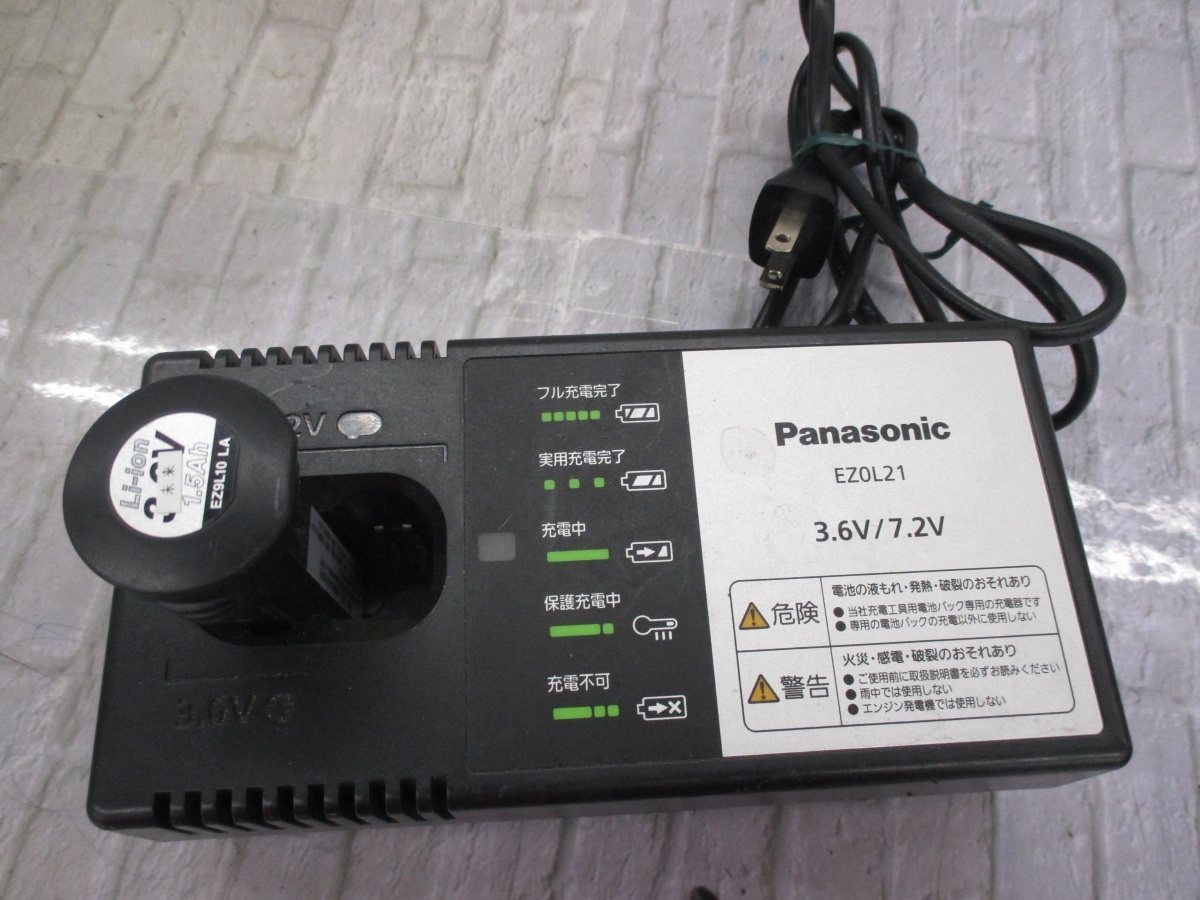 Li-ion
未来
1.5Ah
EZ9L10 LA
2V
3.6V
フル充電完了
実用充電完了
充電中
保護充電中
充電不可
Panasonic
EZ0L21
3.6V/7.2V
危険
電池の液もれ・発熱・破裂のおそれあり
● 当社充電工具用電池パック専用の充電器です
● 専用の電池パックの充電以外に使用しない
警告
火災・感電・破裂のおそれあり
● ご使用前に取扱説明書を必ずお読みください
● 雨中では使用しない
● エンジン発電機では使用しない